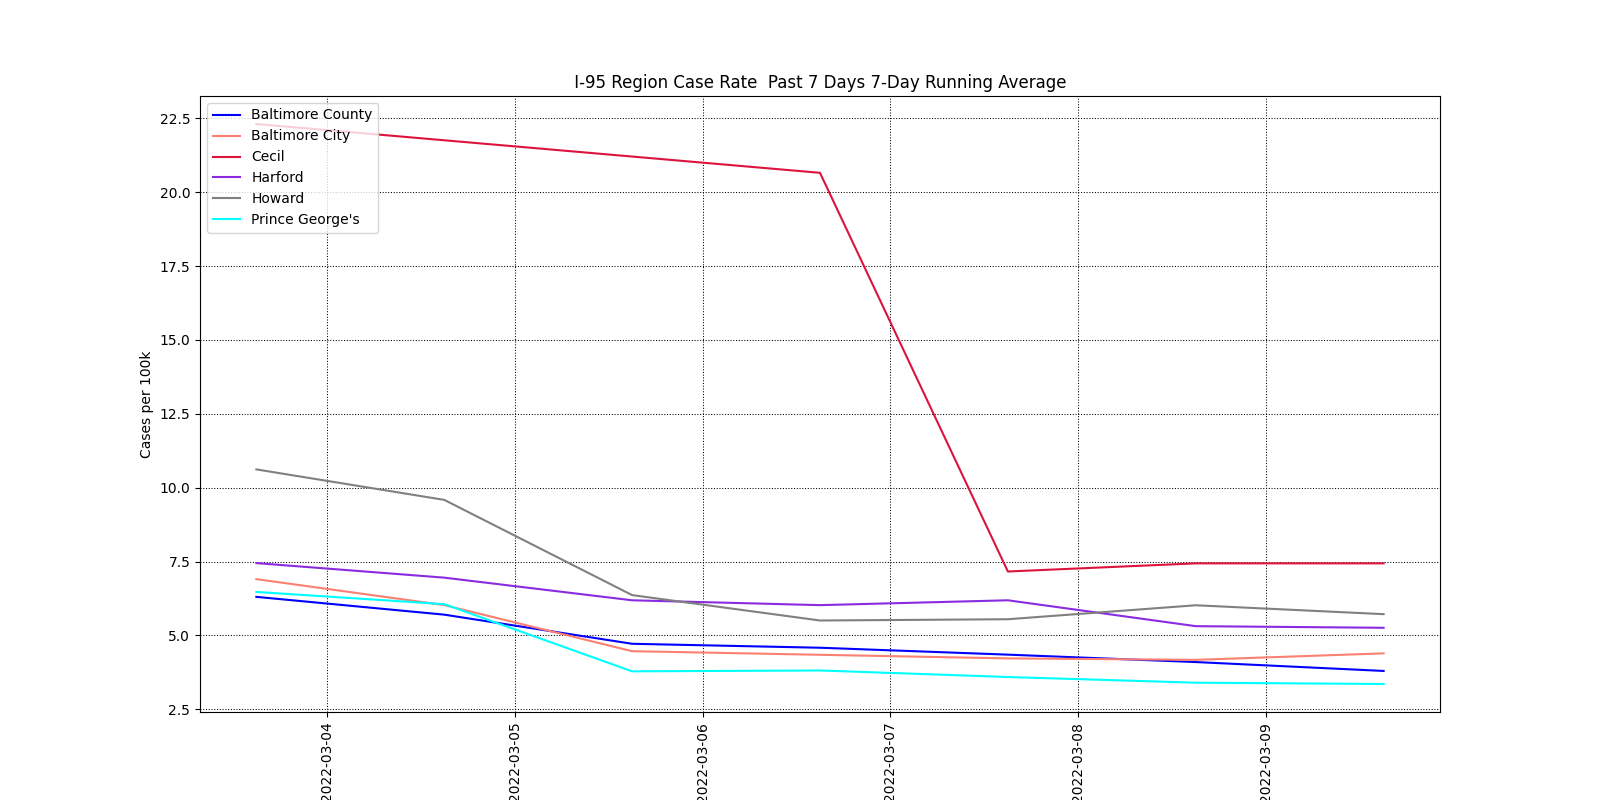 I-95 Region Case Rate  Past 7 Days 7-Day Running Average
Baltimore County
Baltimore City
Cecil
Harford
Howard
Prince George's
Cases per 100k
22.5
20.0
17.5
15.0
12.5
10.0
7.5
5.0
2.5
2022-03-04
2022-03-05
2022-03-06
2022-03-07
2022-03-08
2022-03-09